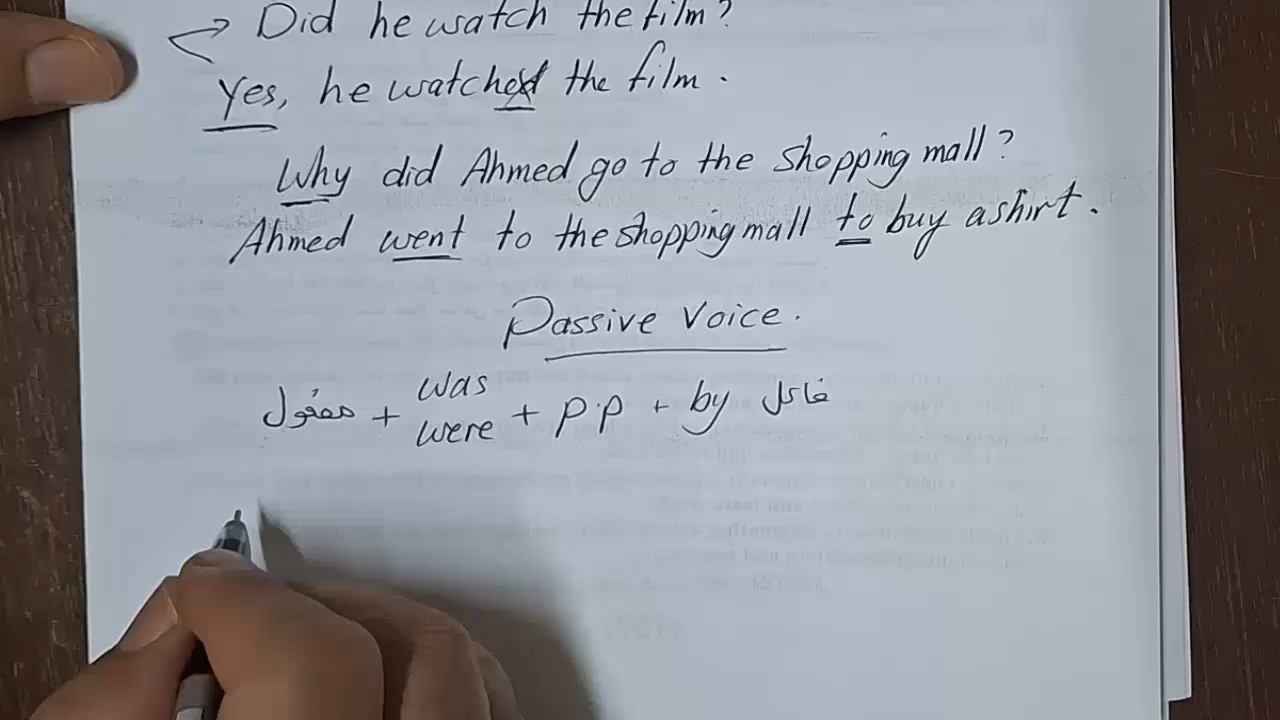 Did he watch the film?
Yes, he watched the film.
Why did Ahmed go to the shopping mall?
Ahmed went to the shopping mall to buy a shirt.
Passive Voice.
مفعول + was were + p.p + by فاعل